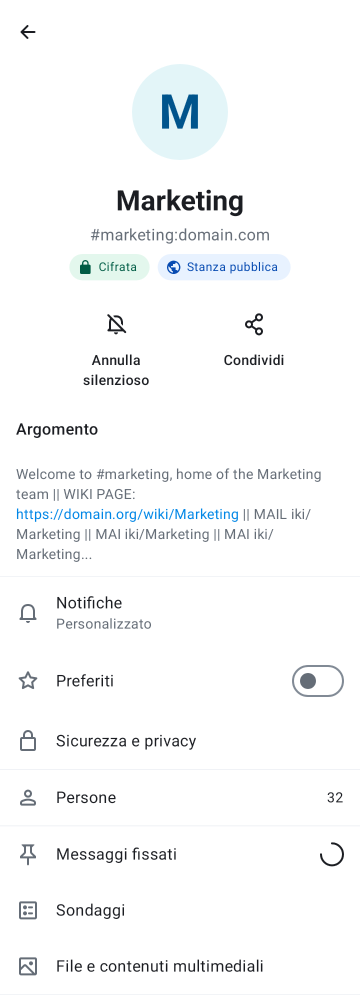 M
Marketing
#marketing:domain.com
Cifrata
Stanza pubblica
Annulla
silenzioso
Condividi
Argomento
Welcome to #marketing, home of the Marketing
team || WIKI PAGE:
https://domain.org/wiki/Marketing || MAIL iki/
Marketing || MAI iki/Marketing || MAI iki/
Marketing...
Notifiche
Personalizzato
Preferiti
Sicurezza e privacy
Persone 32
Messaggi fissati
Sondaggi
File e contenuti multimediali